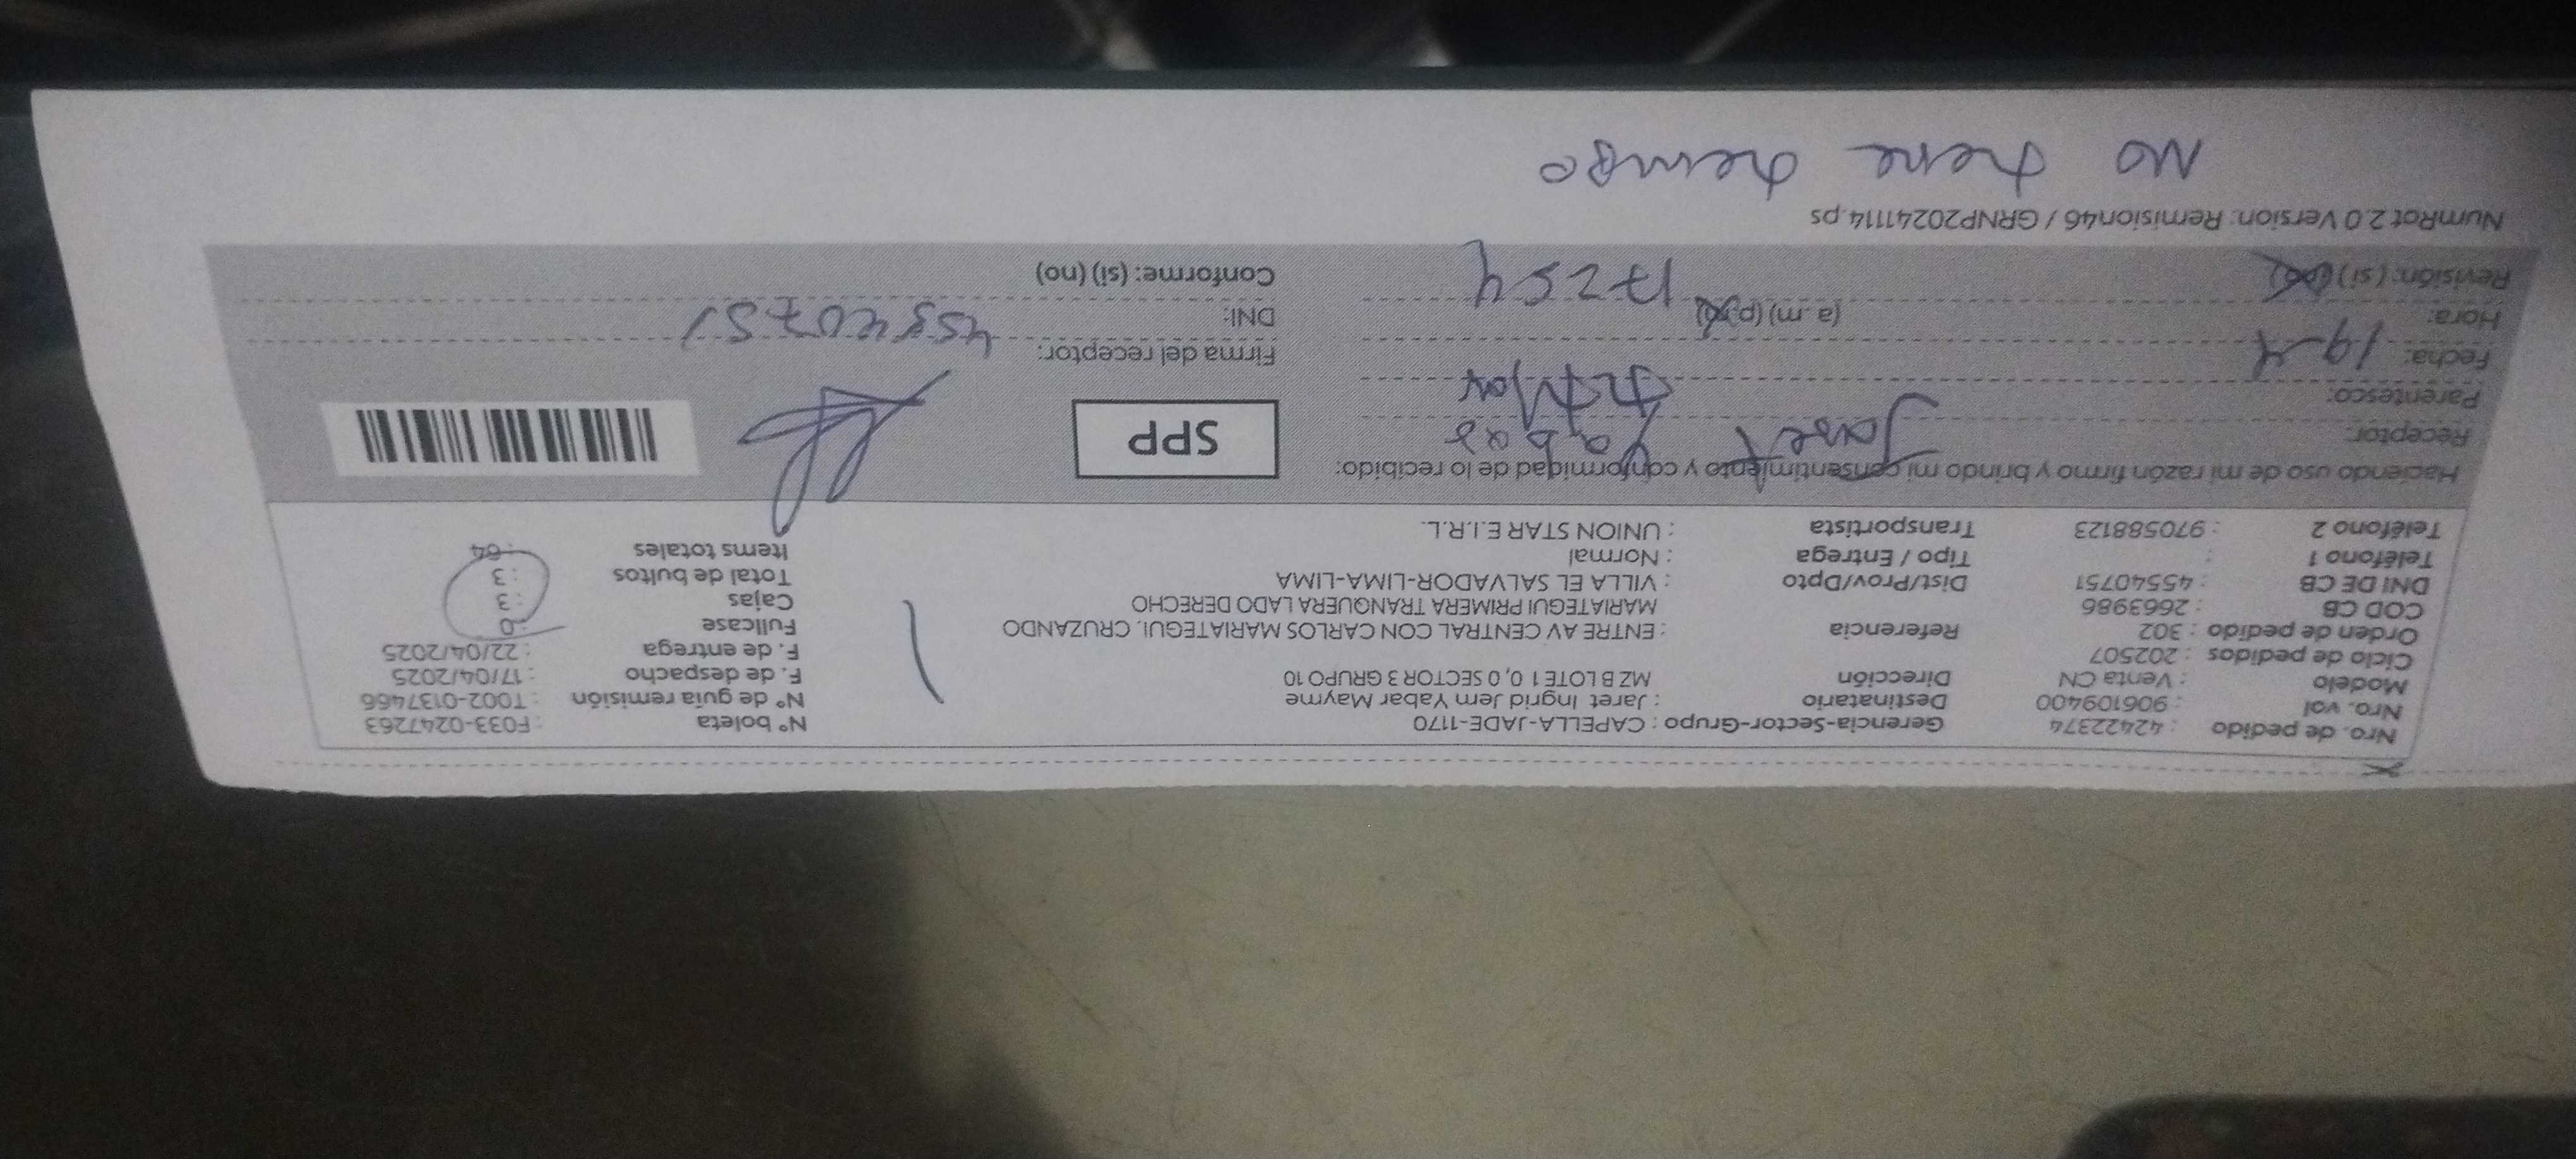 Nro. de pedido : 42422374 Gerencia-Sector-Grupo : CAPELLA-JADE-1170 N° boleta : F033-0247263
Nro. vol : 906109400 Destinatario : Jaret Ingrid Jem Yabar Mayme N° de guía remisión : T002-0137466
Modelo : Venta CN Dirección MZ B LOTE 1 0, 0 SECTOR 3 GRUPO 10 F. de despacho : 17/04/2025
Ciclo de pedidos : 202507 F. de entrega : 22/04/2025
Orden de pedido : 302 Referencia : ENTRE AV CENTRAL CON CARLOS MARIATEGUI. CRUZANDO Fullcase : 0
COD CB : 2663986 MARIATEGUI PRIMERA TRANQUERA LADO DERECHO Cajas : 3
DNI DE CB : 45540751 Dist/Prov/Dpto : VILLA EL SALVADOR-LIMA-LIMA Total de bultos : 3
Teléfono 1 : Tipo / Entrega : Normal Items totales : 64
Teléfono 2 : 970588123 Transportista : UNION STAR E.I.R.L.
Haciendo uso de mi razón firmo y brindo mi consentimiento y conformidad de lo recibido:
Receptor: Jaret Yabar SPP
Parentesco: titular
Fecha: 19-4 Firma del receptor:
Hora: (a.m) (p.m) 17254 DNI:
Revisión: (si) (no) Conforme: (si) (no)
NumRot 2.0 Version: Remision46 / GRNP20241114.ps
No tiene tiempo